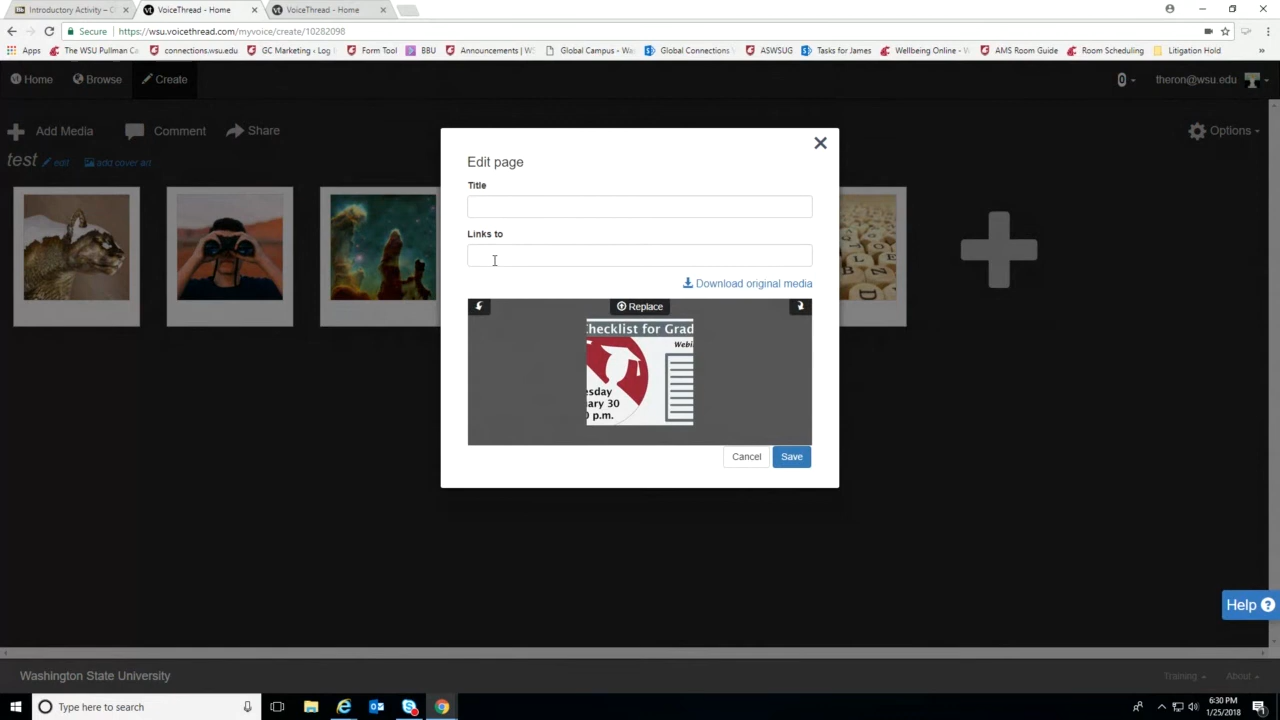 Introductory Activity – C
VoiceThread - Home
VoiceThread - Home
Secure
https://wsu.voicethread.com/myvoice/create/10282098
Apps
The WSU Pullman Ca
connections.wsu.edu
GC Marketing ‹ Log
Form Tool
BBU
Announcements | W
Global Campus - Wa
Global Connections
ASWSUG
Tasks for James
Wellbeing Online - W
AMS Room Guide
Room Scheduling
Litigation Hold
Home
Browse
Create
0
theron@wsu.edu
Add Media
Comment
Share
Options
test
edit
add cover art
Edit page
Title
Links to
Download original media
Replace
Checklist for Grad
Webi
sday
ary 30
p.m.
Cancel
Save
Help ?
Washington State University
Training
About
Type here to search
6:30 PM
1/25/2018